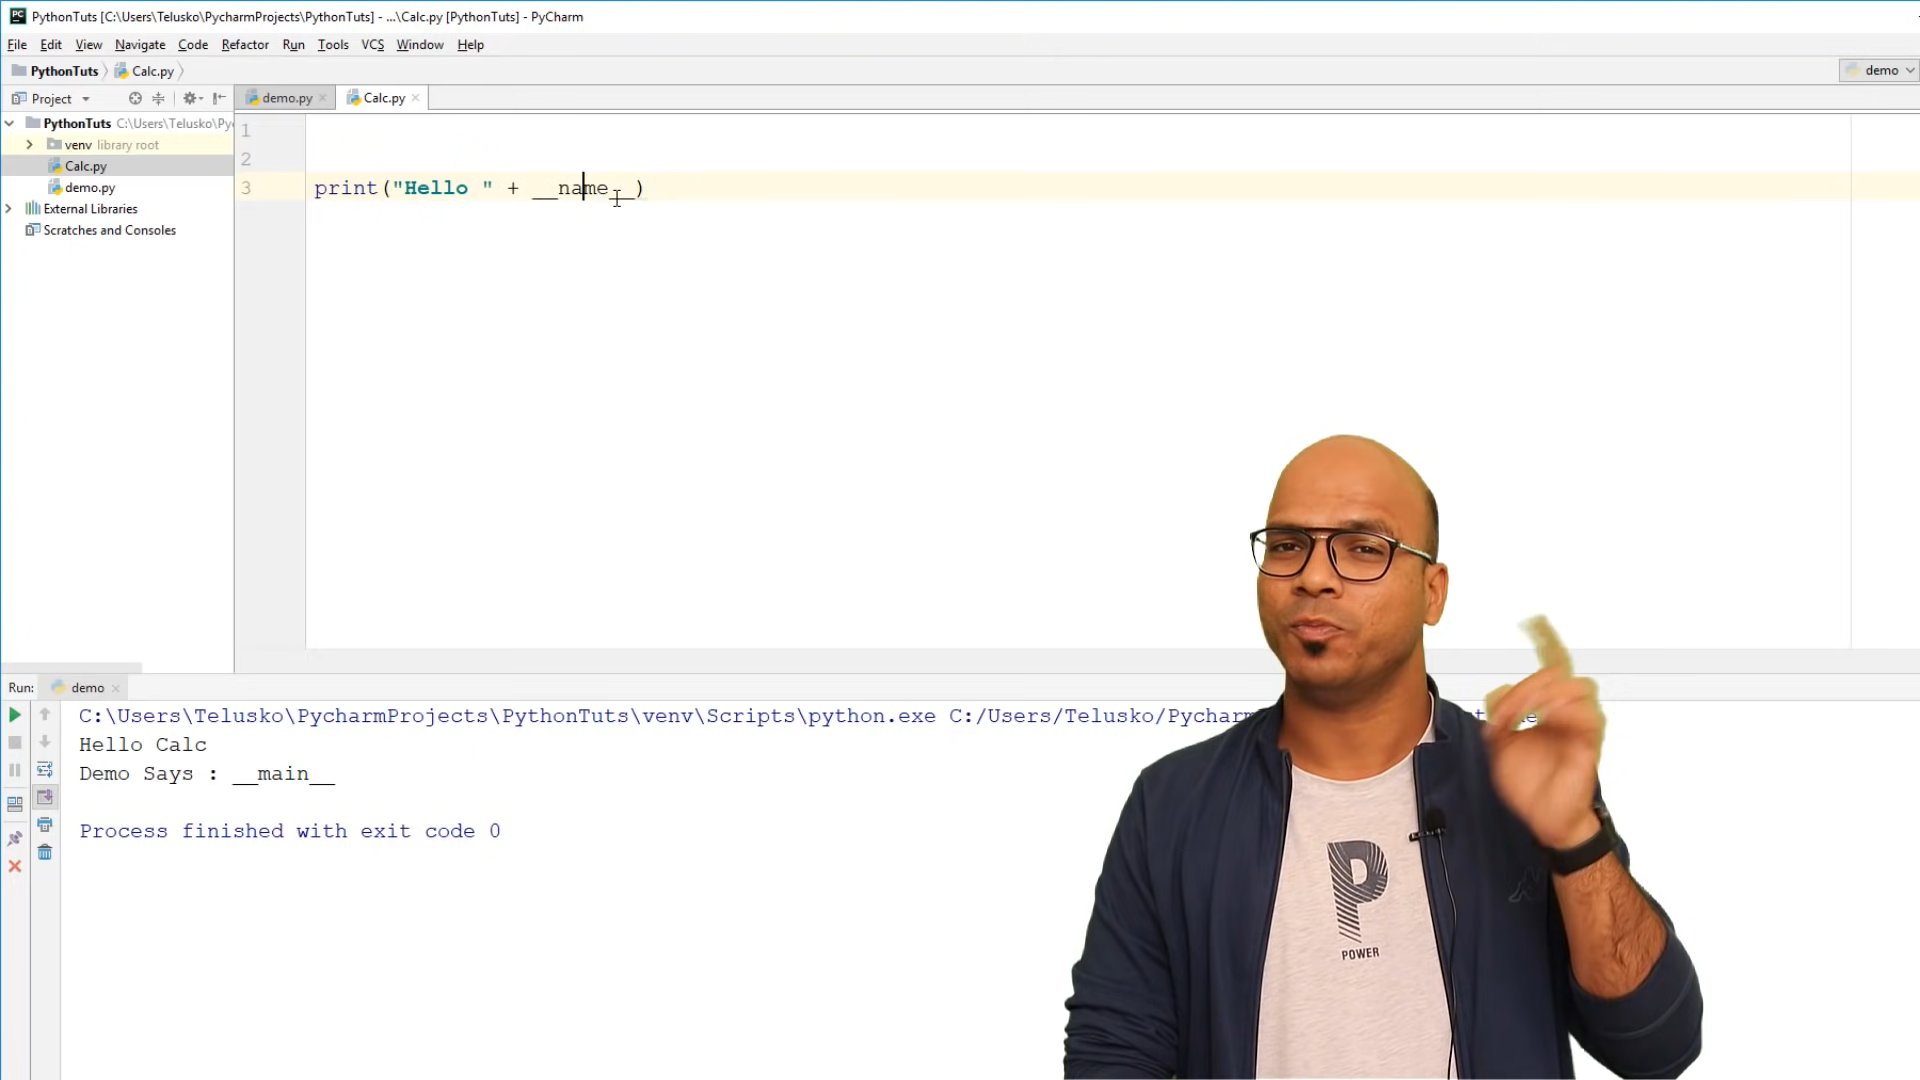 PythonTuts [C:\Users\Telusko\PycharmProjects\PythonTuts] - ...\Calc.py [PythonTuts] - PyCharm
File Edit View Navigate Code Refactor Run Tools VCS Window Help
PythonTuts Calc.py demo
Project demo.py Calc.py
PythonTuts C:\Users\Telusko\Py
venv library root
Calc.py
demo.py
External Libraries
Scratches and Consoles
1
2
3 print("Hello " + __name__)
Run: demo
C:\Users\Telusko\PycharmProjects\PythonTuts\venv\Scripts\python.exe C:/Users/Telusko/Pycharm
Hello Calc
Demo Says : __main__
Process finished with exit code 0
P
POWER